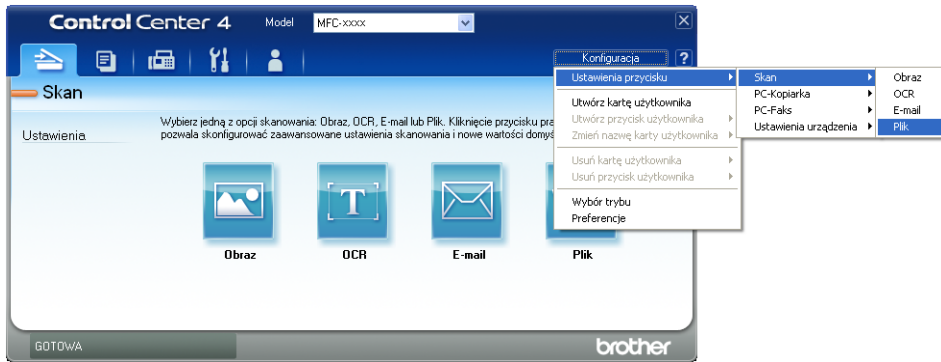 Control Center 4 Model MFC-xxxx
Konfiguracja ?
Skan
Wybierz jedną z opcji skanowania: Obraz, OCR, E-mail lub Plik. Kliknięcie przycisku
Ustawienia
pozwala skonfigurować zaawansowane ustawienia skanowania i nowe wartości
T
Obraz OCR E-mail Plik
GOTOWA
brother
Ustawienia przycisku
Utwórz kartę użytkownika
Utwórz przycisk użytkownika
Zmień nazwę karty użytkownika
Usuń kartę użytkownika
Usuń przycisk użytkownika
Wybór trybu
Preferencje
Skan
PC-Kopiarka
PC-Faks
Ustawienia urządzenia
Obraz
OCR
E-mail
Plik